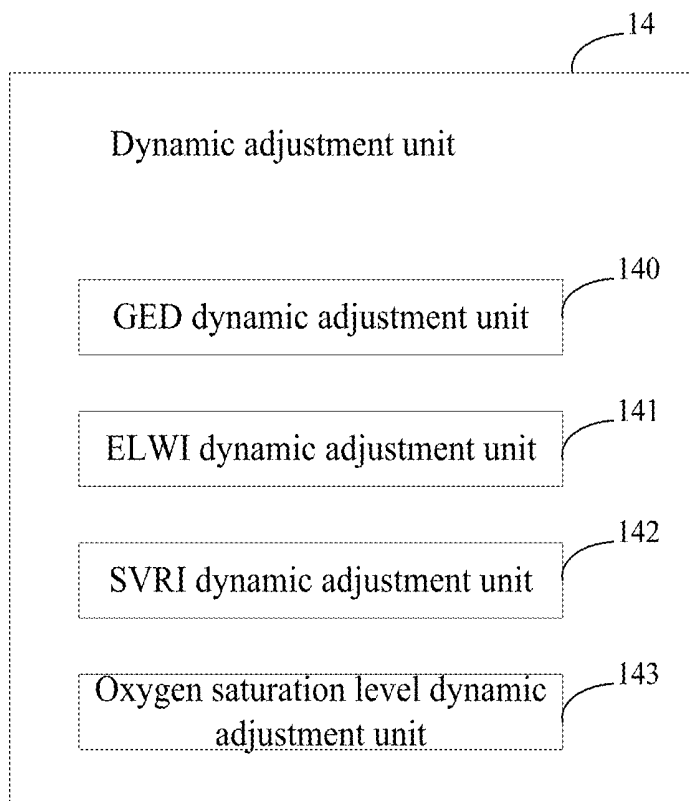 14
Dynamic adjustment unit
140
GED dynamic adjustment unit
141
ELWI dynamic adjustment unit
142
SVRI dynamic adjustment unit
143
Oxygen saturation level dynamic
adjustment unit